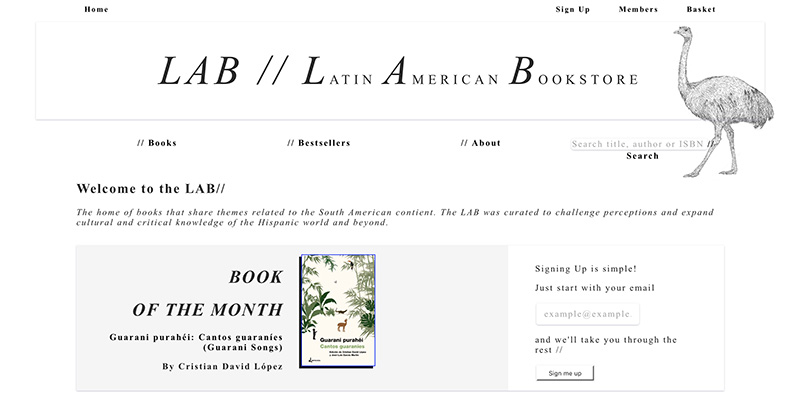 Home Sign Up Members Basket
LAB // Latin American Bookstore
// Books // Bestsellers // About Search title, author or ISBN //
Search
Welcome to the LAB//
The home of books that share themes related to the South American contient. The LAB was curated to challenge perceptions and expand
cultural and critical knowledge of the Hispanic world and beyond.
BOOK
OF THE MONTH
Guarani purahéi: Cantos guaraníes
(Guarani Songs)
By Cristian David López
Guarani purahéi
Cantos guaraníes
Signing Up is simple!
Just start with your email
example@example.
and we'll take you through the
rest //
Sign me up